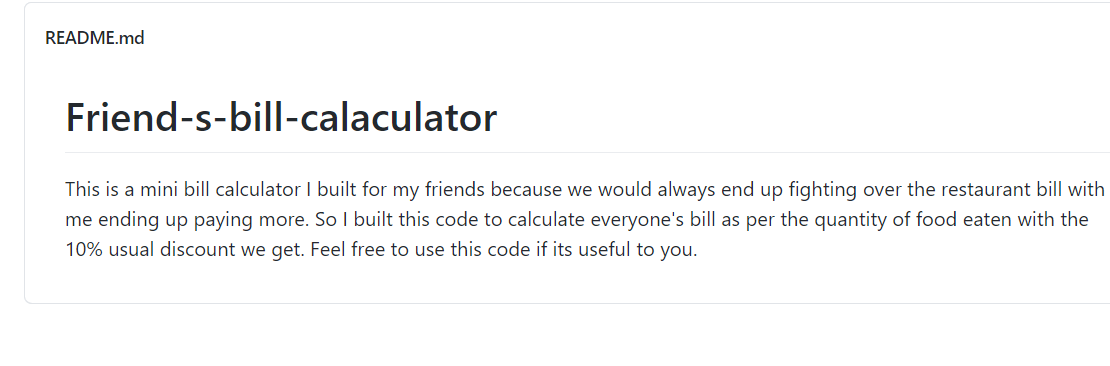 README.md
Friend-s-bill-calaculator
This is a mini bill calculator I built for my friends because we would always end up fighting over the restaurant bill with
me ending up paying more. So I built this code to calculate everyone's bill as per the quantity of food eaten with the
10% usual discount we get. Feel free to use this code if its useful to you.